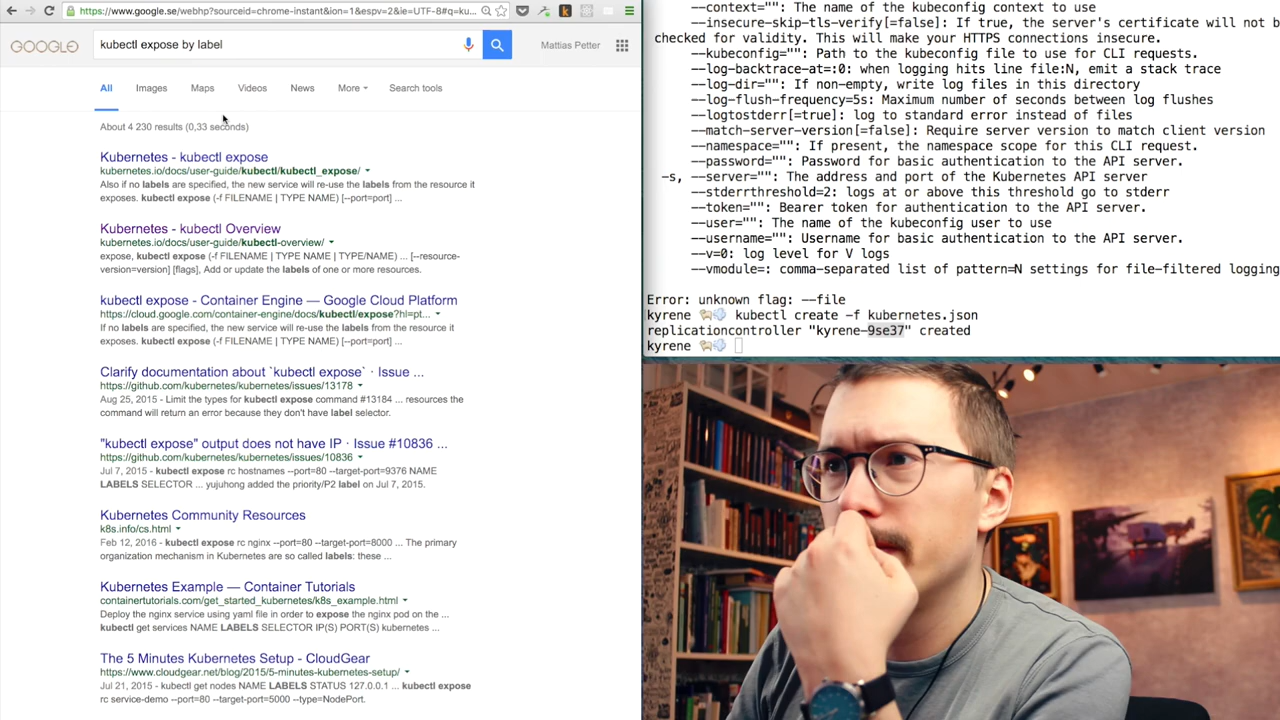 https://www.google.se/webhp?sourceid=chrome-instant&ion=1&espv=2&ie=UTF-8#q=ku...
GOOGLE
kubectl expose by label
Mattias Petter
All
Images
Maps
Videos
News
More
Search tools
About 4 230 results (0,33 seconds)
Kubernetes - kubectl expose
kubernetes.io/docs/user-guide/kubectl/kubectl_expose/
Also if no labels are specified, the new service will re-use the labels from the resource it
exposes. kubectl expose (-f FILENAME | TYPE NAME) [--port=port] ...
Kubernetes - kubectl Overview
kubernetes.io/docs/user-guide/kubectl-overview/
expose, kubectl expose (-f FILENAME | TYPE NAME | TYPE/NAME) ... [--resource-
version=version] [flags], Add or update the labels of one or more resources.
kubectl expose - Container Engine — Google Cloud Platform
https://cloud.google.com/container-engine/docs/kubectl/expose?hl=pt...
If no labels are specified, the new service will re-use the labels from the resource it
exposes. kubectl expose (-f FILENAME | TYPE NAME) [--port=port] ...
Clarify documentation about `kubectl expose` · Issue ...
https://github.com/kubernetes/kubernetes/issues/13178
Aug 25, 2015 - Limit the types for kubectl expose command #13184 ... resources the
command will return an error because they don't have label selector.
"kubectl expose" output does not have IP · Issue #10836 ...
https://github.com/kubernetes/kubernetes/issues/10836
Jul 7, 2015 - kubectl expose rc hostnames --port=80 --target-port=9376 NAME
LABELS SELECTOR ... yujuhong added the priority/P2 label on Jul 7, 2015.
Kubernetes Community Resources
k8s.info/cs.html
Feb 12, 2016 - kubectl expose rc nginx --port=80 --target-port=8000 ... The primary
organization mechanism in Kubernetes are so called labels: these ...
Kubernetes Example — Container Tutorials
containertutorials.com/get_started_kubernetes/k8s_example.html
Deploy the nginx service using yaml file in order to expose the nginx pod on the ...
kubectl get services NAME LABELS SELECTOR IP(S) PORT(S) kubernetes ...
The 5 Minutes Kubernetes Setup - CloudGear
https://www.cloudgear.net/blog/2015/5-minutes-kubernetes-setup/
Jul 21, 2015 - kubectl get nodes NAME LABELS STATUS 127.0.0.1 ... kubectl expose
rc service-demo --port=80 --target-port=5000 --type=NodePort.
--context="": The name of the kubeconfig context to use
--insecure-skip-tls-verify[=false]: If true, the server's certificate will not b
checked for validity. This will make your HTTPS connections insecure.
--kubeconfig="": Path to the kubeconfig file to use for CLI requests.
--log-backtrace-at=:0: when logging hits line file:N, emit a stack trace
--log-dir="": If non-empty, write log files in this directory
--log-flush-frequency=5s: Maximum number of seconds between log flushes
--logtostderr[=true]: log to standard error instead of files
--match-server-version[=false]: Require server version to match client version
--namespace="": If present, the namespace scope for this CLI request.
--password="": Password for basic authentication to the API server.
-s, --server="": The address and port of the Kubernetes API server
--stderrthreshold=2: logs at or above this threshold go to stderr
--token="": Bearer token for authentication to the API server.
--user="": The name of the kubeconfig user to use
--username="": Username for basic authentication to the API server.
--v=0: log level for V logs
--vmodule=: comma-separated list of pattern=N settings for file-filtered logging
Error: unknown flag: --file
kyrene kubectl create -f kubernetes.json
replicationcontroller "kyrene-9se37" created
kyrene